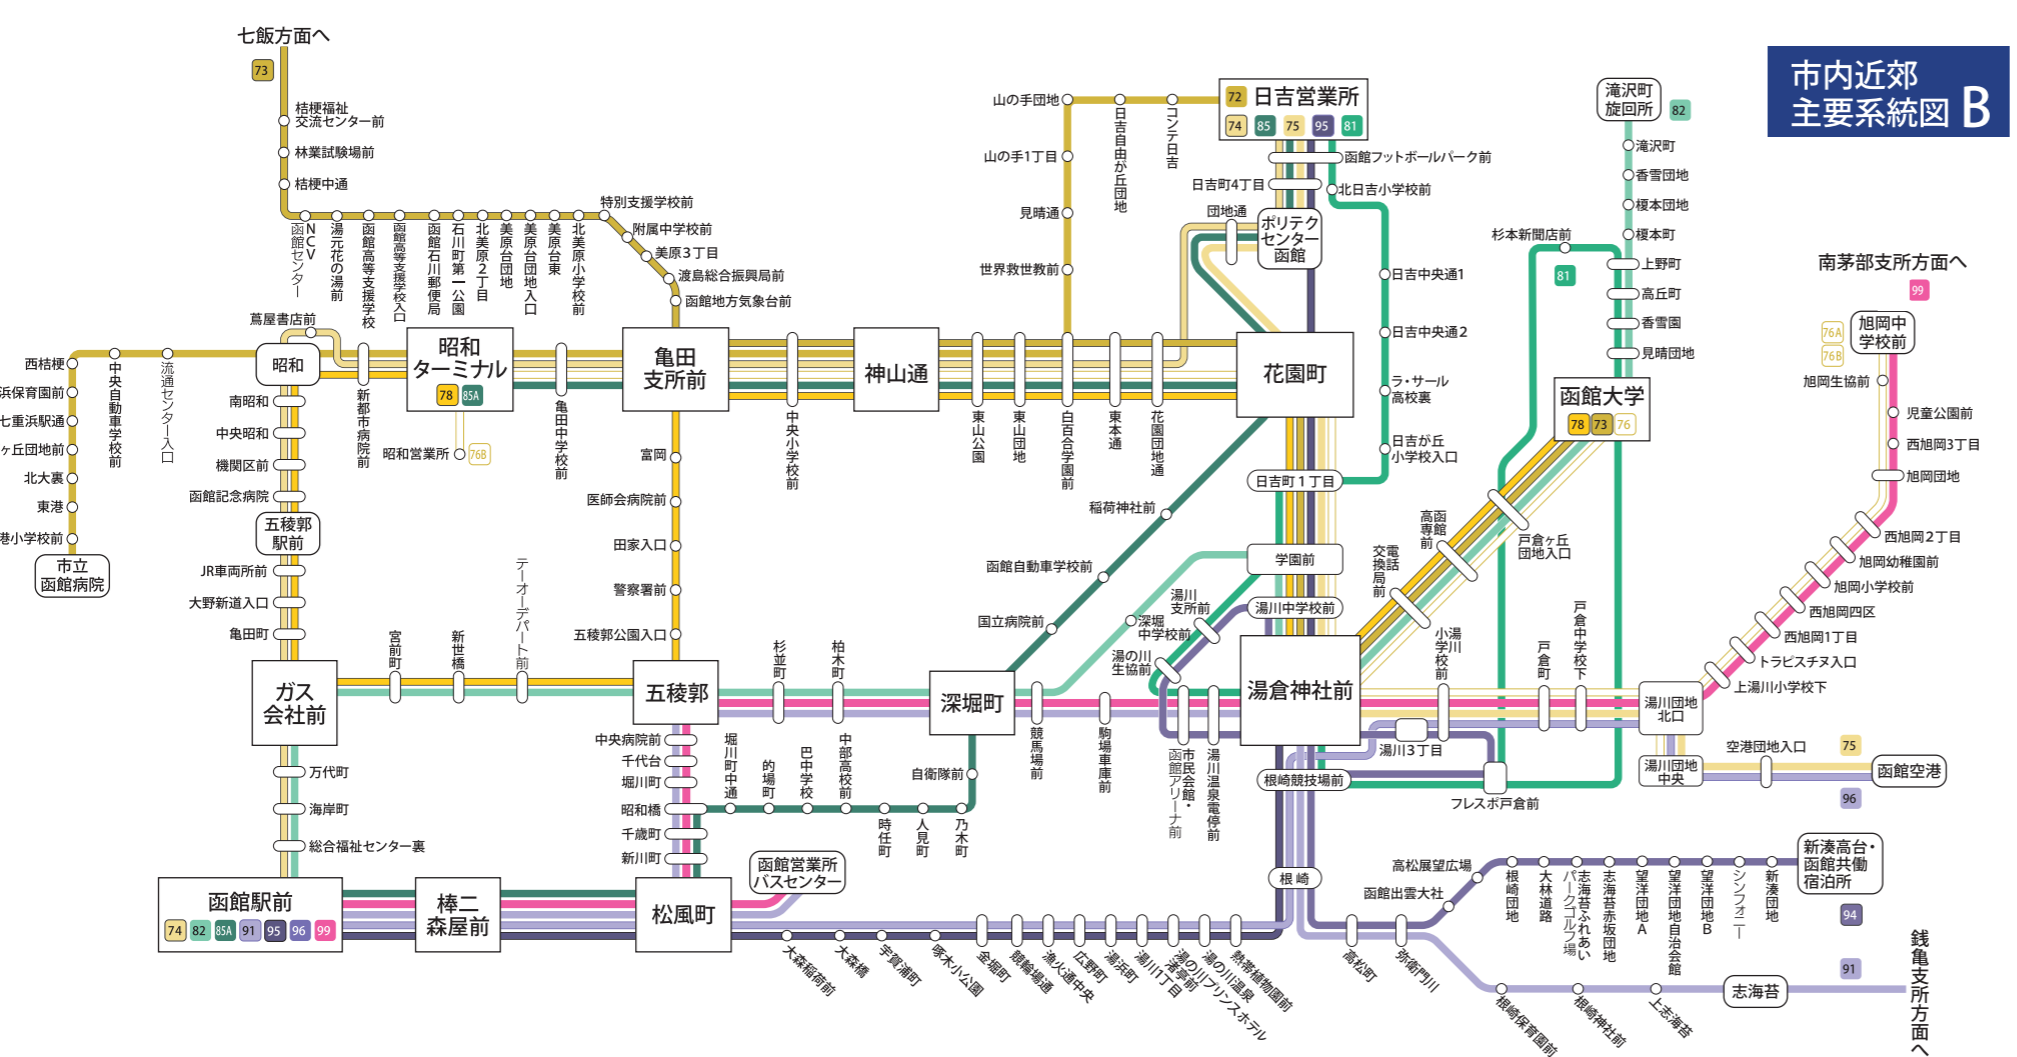 市内近郊
主要系統図 B
七飯方面へ
73
桔梗福祉
交流センター前
林業試験場前
桔梗中通
函館センター
NCV
湯元花の湯前
函館高等支援学校
函館高等支援学校入口
函館石川郵便局
石川町第一公園
北美原2丁目
美原台団地
美原台団地入口
美原台東
北美原小学校前
特別支援学校前
附属中学校前
美原3丁目
渡島総合振興局前
函館地方気象台前
蔦屋書店前
西桔梗
浜保育園前
七重浜駅通
ヶ丘団地前
北大裏
東港
港小学校前
市立
函館病院
中央自動車学校前
流通センター入口
昭和
新都市病院前
昭和
ターミナル
78
85A
昭和営業所
76B
亀田中学校前
亀田
支所前
中央小学校前
神山通
東山公園
東山団地
白百合学園前
東本通
花園団地通
花園町
山の手団地
日吉自由が丘団地
コンテ日吉
山の手1丁目
見晴通
世界救世教前
72
日吉営業所
74
85
75
95
81
函館フットボールパーク前
日吉町4丁目
北日吉小学校前
団地通
ポリテク
センター
函館
日吉中央通1
日吉中央通2
ラ・サール
高校裏
日吉が丘
小学校入口
日吉町1丁目
滝沢町
旋回所
82
滝沢町
香雪団地
榎本団地
榎本町
杉本新聞店前
81
上野町
高丘町
香雪園
見晴団地
函館大学
78
73
76
戸倉ヶ丘
団地入口
函館
高専前
電話
交換局前
南茅部支所方面へ
99
76A
76B
旭岡中
学校前
旭岡生協前
児童公園前
西旭岡3丁目
旭岡団地
西旭岡2丁目
旭岡幼稚園前
旭岡小学校前
西旭岡四区
西旭岡1丁目
トラピスチヌ入口
上湯川小学校下
南昭和
中央昭和
機関区前
函館記念病院
五稜郭
駅前
JR車両所前
大野新道入口
亀田町
ガス
会社前
宮前町
新世橋
テーオーデパート前
富岡
医師会病院前
田家入口
警察署前
五稜郭公園入口
五稜郭
杉並町
柏木町
深堀町
稲荷神社前
函館自動車学校前
国立病院前
深堀
中学校前
学園前
湯川
支所前
湯川中学校前
湯の川
生協前
競馬場前
駒場車庫前
市民会館・
函館アリーナ前
湯川温泉電停前
湯倉神社前
湯川
小学校前
戸倉町
戸倉中学校下
湯川団地
北口
湯川3丁目
湯川団地
中央
空港団地入口
75
函館空港
96
根崎競技場前
フレスポ戸倉前
万代町
海岸町
総合福祉センター裏
中央病院前
千代台
堀川町
昭和橋
千歳町
新川町
堀川町中通
的場町
巴中学校
中部高校前
時任町
人見町
乃木町
自衛隊前
函館駅前
74
82
85A
91
95
96
99
棒二
森屋前
松風町
函館営業所
バスセンター
大森稲荷前
大森橋
宇賀浦町
啄木小公園
金堀町
競輪場通
漁火通中央
広野町
湯浜町
湯川1丁目
渚亭前
湯の川プリンスホテル
湯の川温泉
熱帯植物園前
根崎
高松町
弥衛門川
函館出雲大社
高松展望広場
根崎団地
大林道路
志海苔ふれあい
パークゴルフ場
志海苔赤坂団地
望洋団地A
望洋団地自治会館
望洋団地B
シンフォニー
新湊団地
新湊高台・
函館共働
宿泊所
94
91
根崎保育園前
根崎神社前
上志海苔
志海苔
銭亀支所方面へ